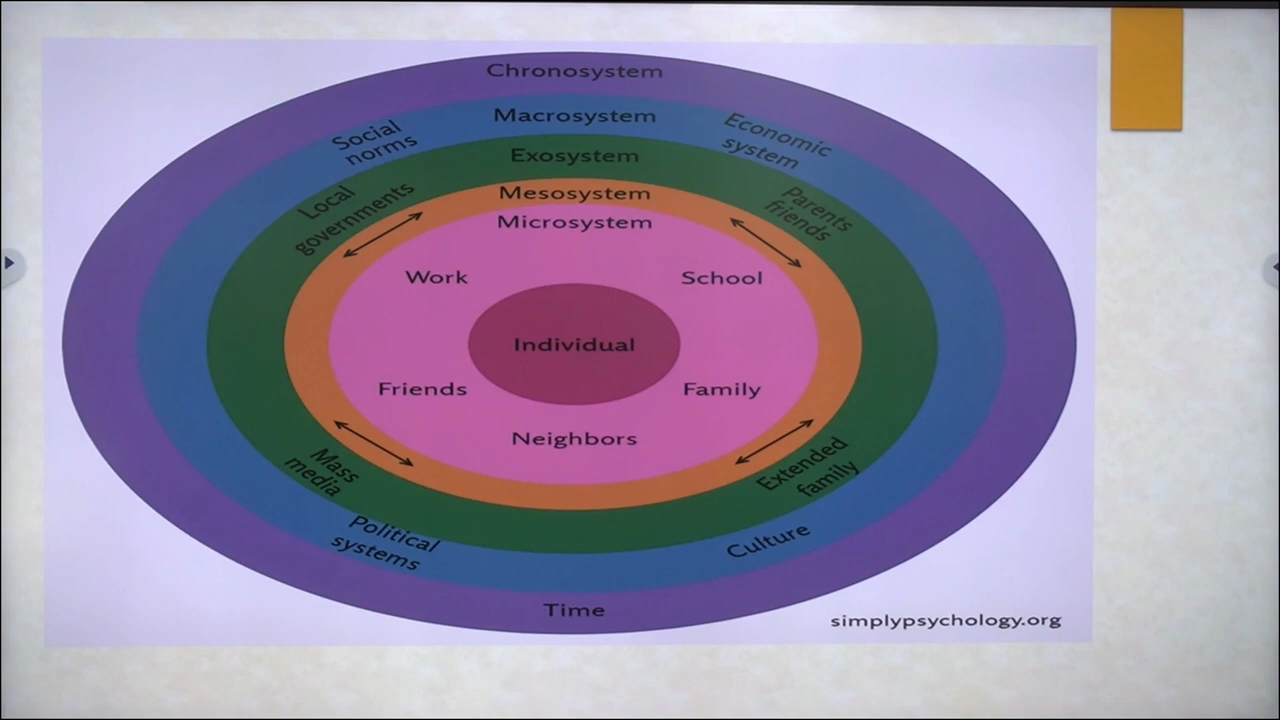 Chronosystem
Macrosystem
Social
norms
Economic
system
Exosystem
Local
governments
Parents
friends
Mesosystem
Microsystem
Work
School
Individual
Friends
Family
Neighbors
Mass
media
Extended
family
Political
systems
Culture
Time
simplypsychology.org